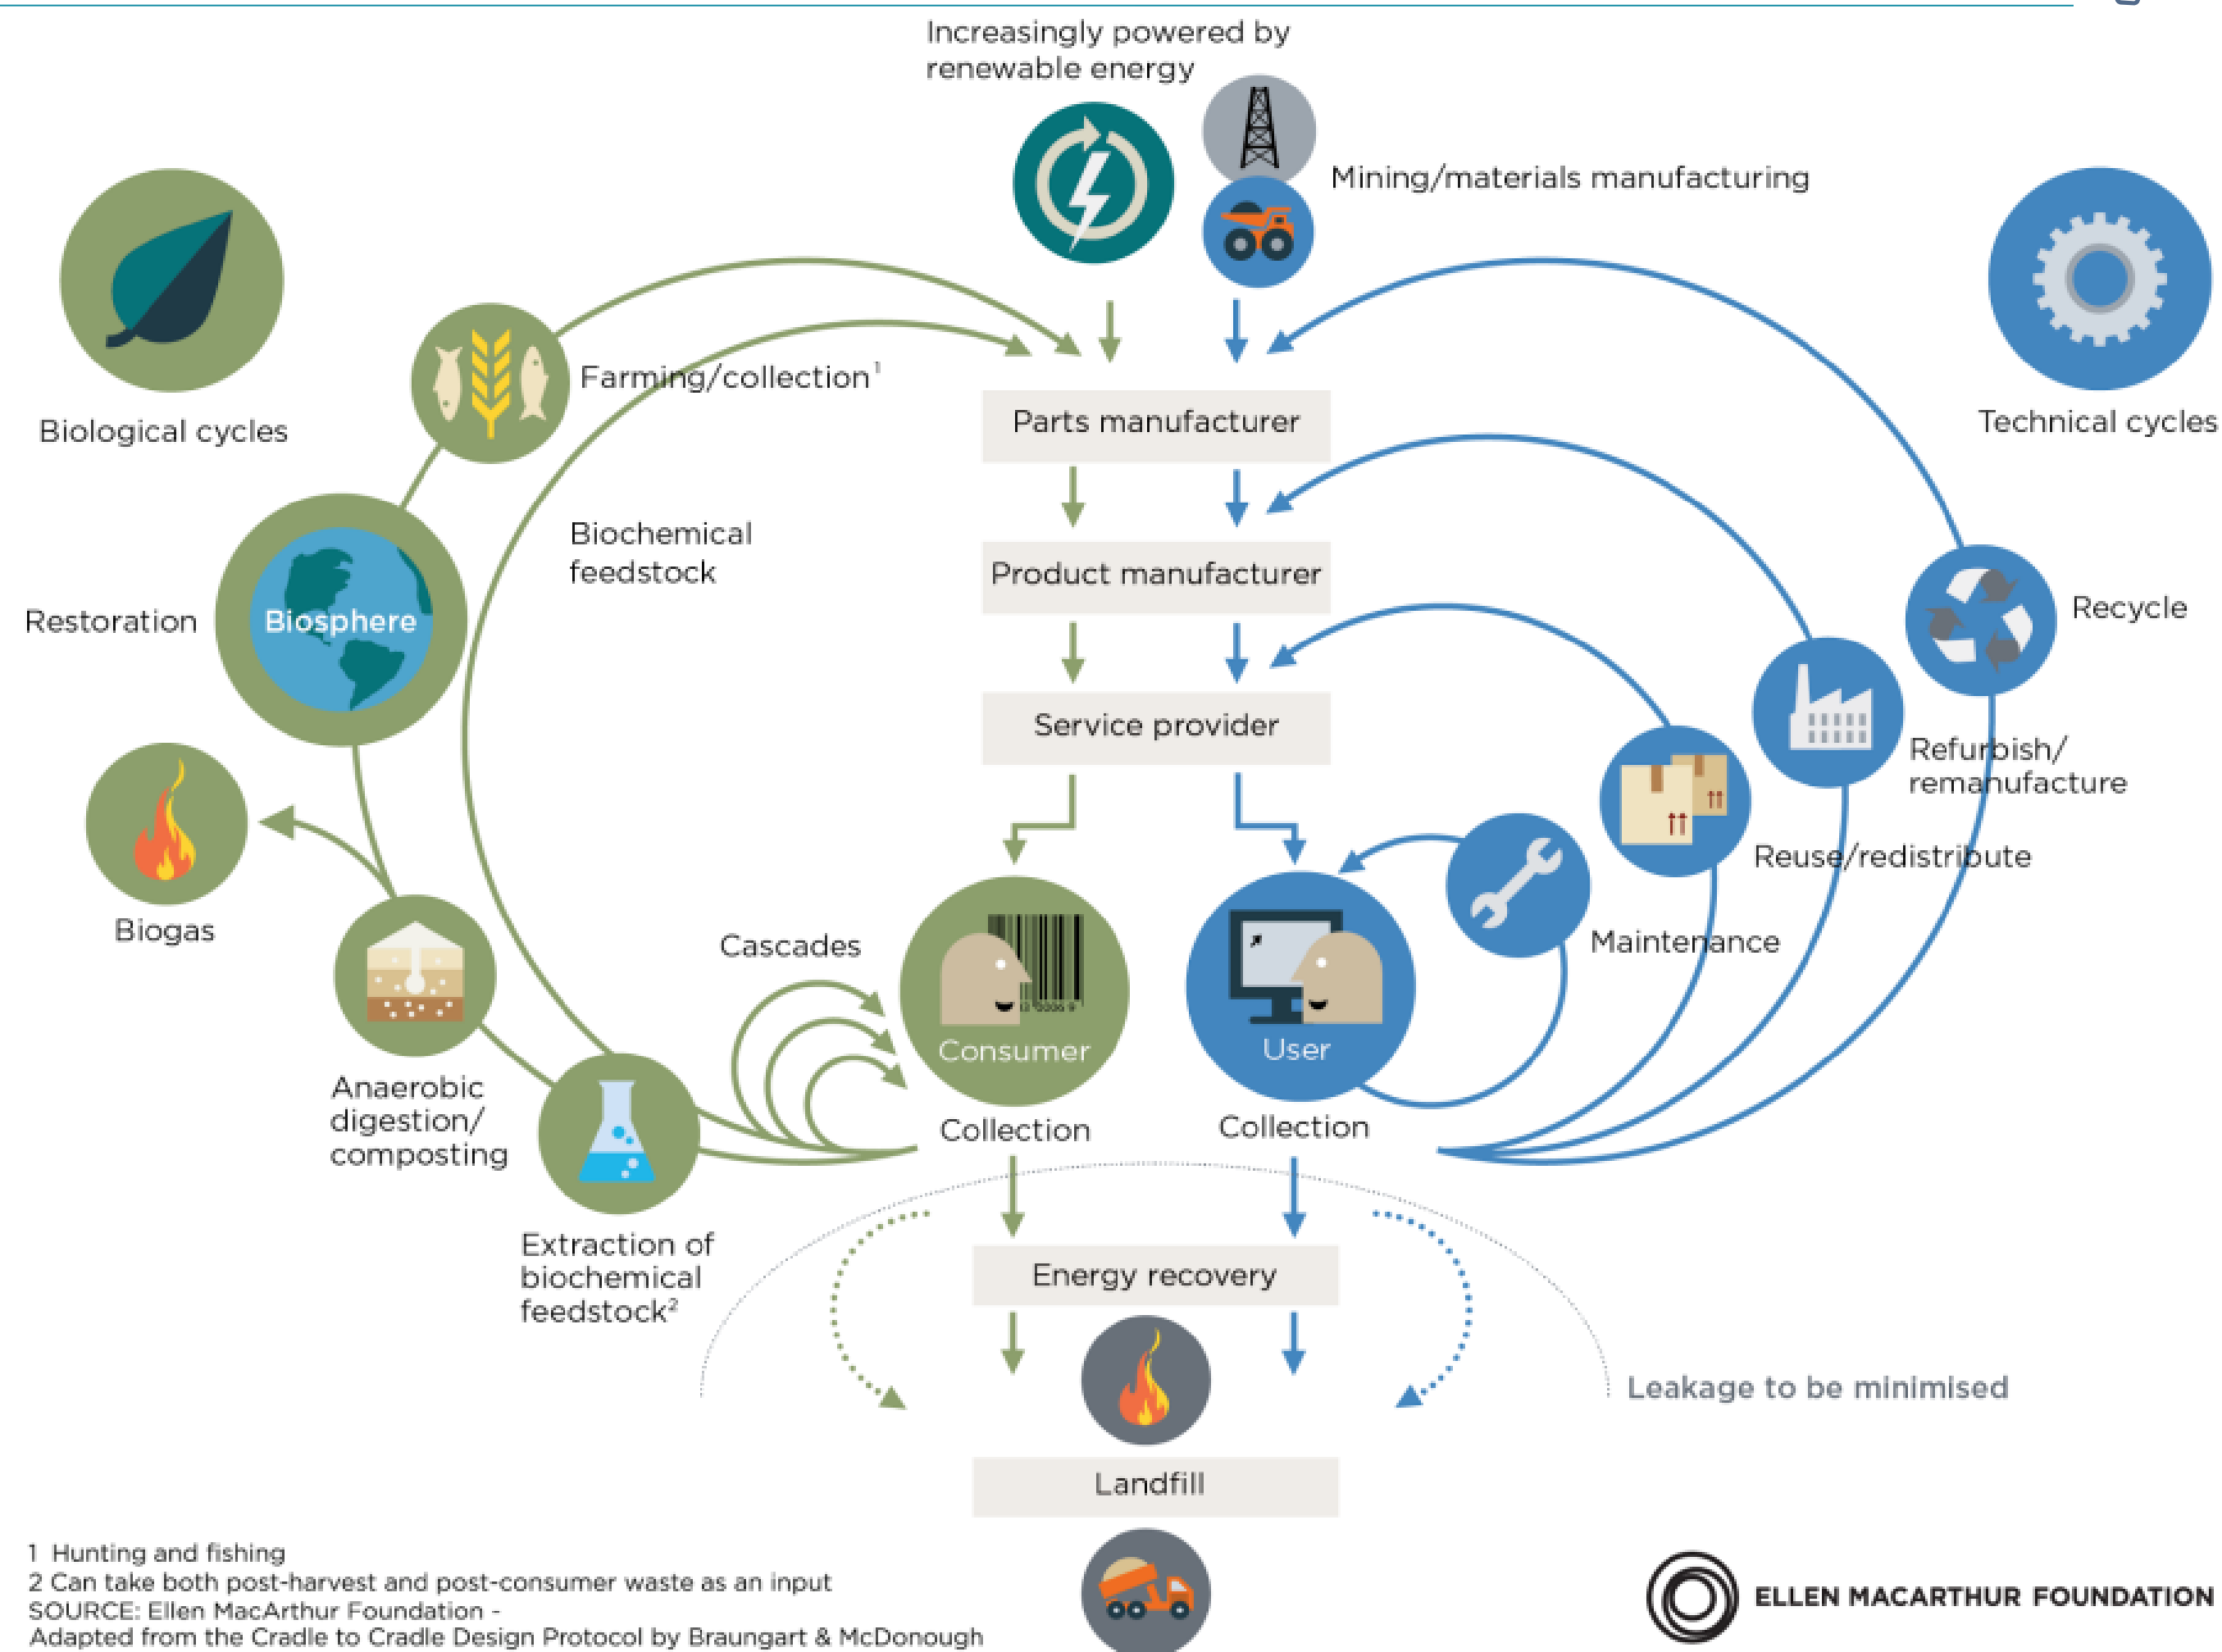 Increasingly powered by
renewable energy
Mining/materials manufacturing
Biological cycles
Technical cycles
Farming/collection¹
Parts manufacturer
Biochemical
feedstock
Product manufacturer
Restoration
Biosphere
Recycle
Service provider
Refurbish/
remanufacture
Reuse/redistribute
Biogas
Cascades
Maintenance
Consumer
User
Anaerobic
digestion/
composting
Collection
Collection
Extraction of
biochemical
feedstock²
Energy recovery
Leakage to be minimised
Landfill
1 Hunting and fishing
2 Can take both post-harvest and post-consumer waste as an input
SOURCE: Ellen MacArthur Foundation -
Adapted from the Cradle to Cradle Design Protocol by Braungart & McDonough
ELLEN MACARTHUR FOUNDATION